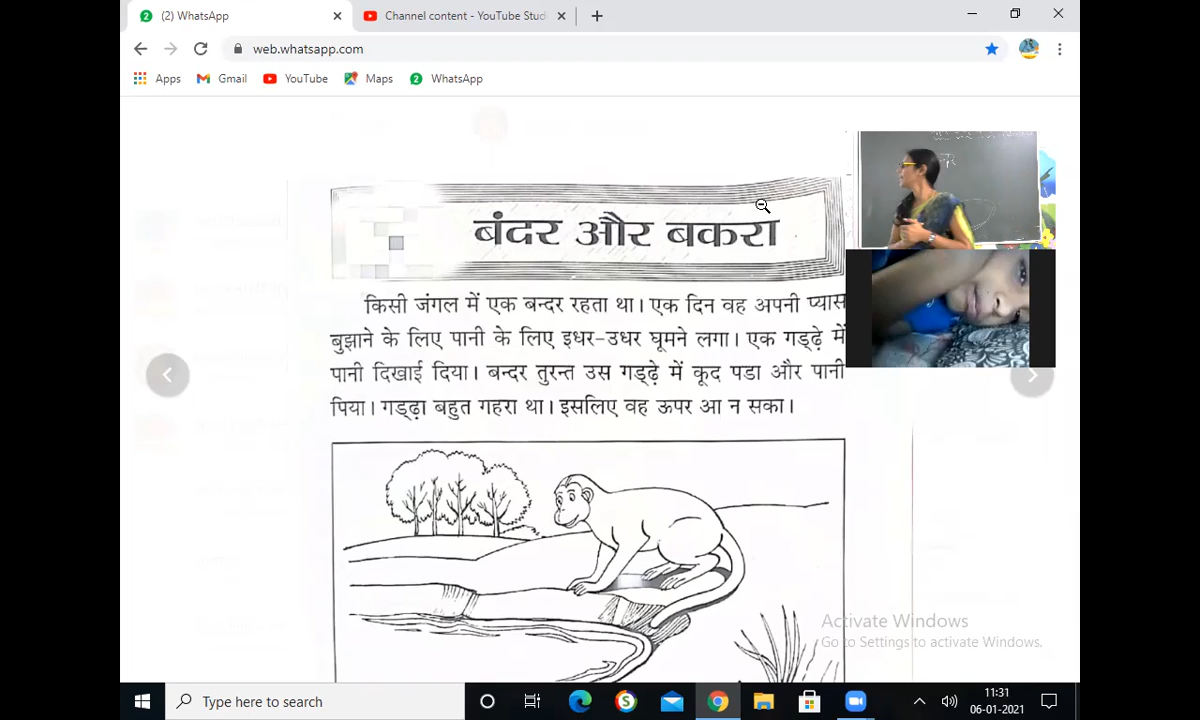 (2) WhatsApp
Channel content - YouTube Stud
web.whatsapp.com
Apps Gmail YouTube Maps WhatsApp
बंदर और बकरा
किसी जंगल में एक बन्दर रहता था। एक दिन वह अपनी प्यास
बुझाने के लिए पानी के लिए इधर-उधर घूमने लगा। एक गड्ढ़े में
पानी दिखाई दिया। बन्दर तुरन्त उस गड्ढ़े में कूद पडा और पानी
पिया। गड्ढ़ा बहुत गहरा था। इसलिए वह ऊपर आ न सका।
Activate Windows
Go to Settings to activate Windows.
Type here to search
11:31
06-01-2021